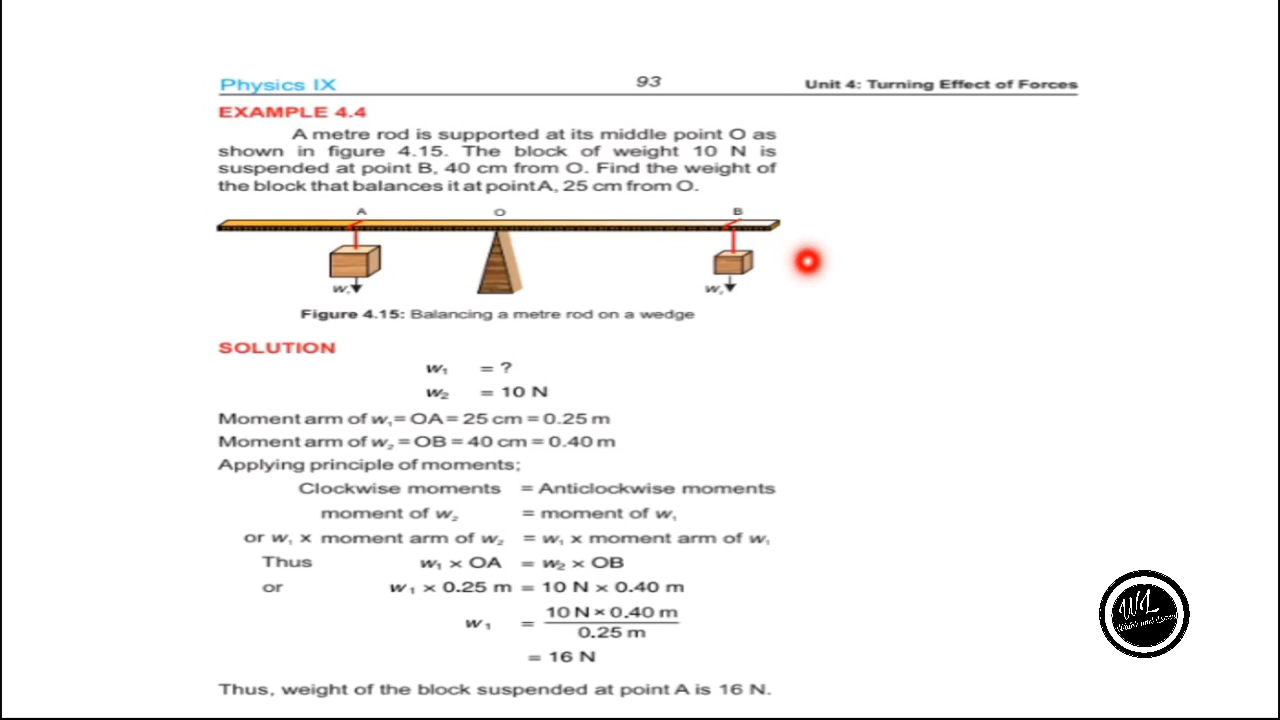 Physics IX 93 Unit 4: Turning Effect of Forces
EXAMPLE 4.4
A metre rod is supported at its middle point O as
shown in figure 4.15. The block of weight 10 N is
suspended at point B, 40 cm from O. Find the weight of
the block that balances it at point A, 25 cm from O.
A O B
w₁ w₂
Figure 4.15: Balancing a metre rod on a wedge
SOLUTION
w₁ = ?
w₂ = 10 N
Moment arm of w₁ = OA = 25 cm = 0.25 m
Moment arm of w₂ = OB = 40 cm = 0.40 m
Applying principle of moments;
Clockwise moments = Anticlockwise moments
moment of w₂ = moment of w₁
or w₁ x moment arm of w₂ = w₁ x moment arm of w₁
Thus w₁ × OA = w₂ × OB
or w₁ × 0.25 m = 10 N × 0.40 m
w₁ = 10 N × 0.40 m
0.25 m
= 16 N
Thus, weight of the block suspended at point A is 16 N.
WL